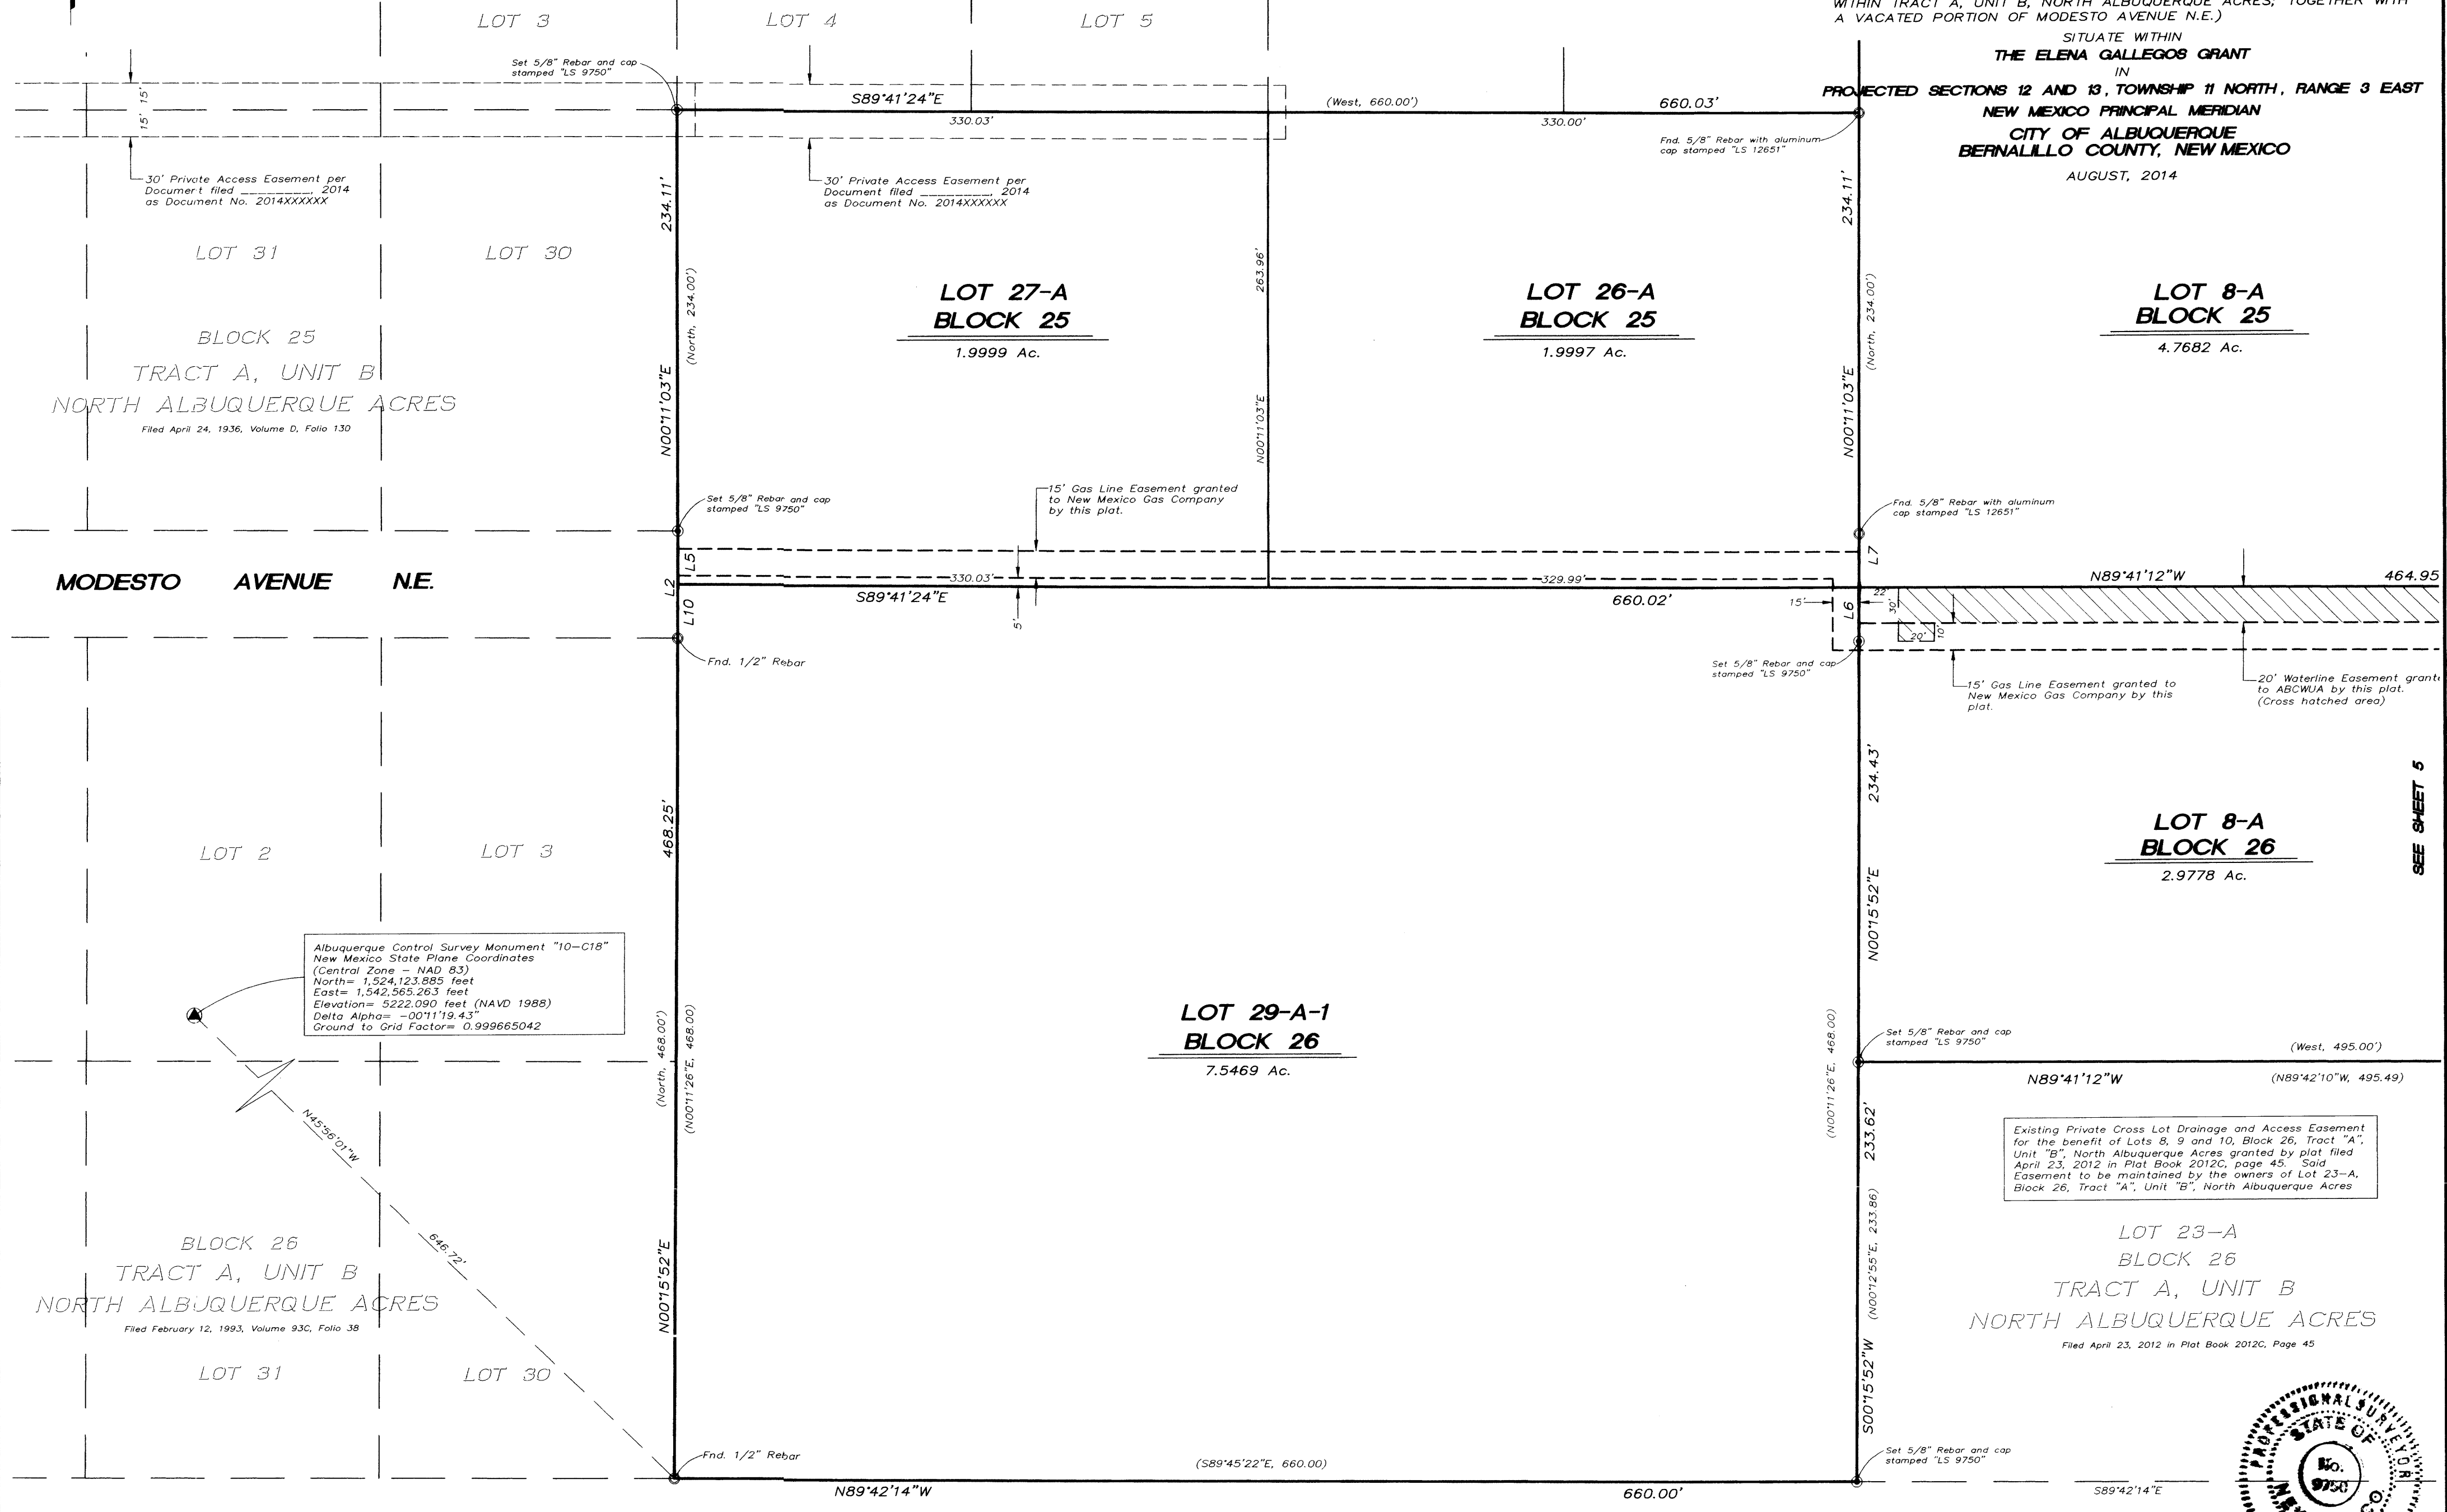 LOT 3
LOT 4
LOT 5
WITHIN TRACT A, UNIT B, NORTH ALBUQUERQUE ACRES; TOGETHER WITH
A VACATED PORTION OF MODESTO AVENUE N.E.)
SITUATE WITHIN
THE ELENA GALLEGOS GRANT
IN
PROJECTED SECTIONS 12 AND 13, TOWNSHIP 11 NORTH, RANGE 3 EAST
NEW MEXICO PRINCIPAL MERIDIAN
CITY OF ALBUQUERQUE
BERNALILLO COUNTY, NEW MEXICO
AUGUST, 2014
Set 5/8" Rebar and cap
stamped "LS 9750"
15'
15'
S89°41'24"E
(West, 660.00')
660.03'
330.03'
330.00'
Fnd. 5/8" Rebar with aluminum
cap stamped "LS 12651"
30' Private Access Easement per
Document filed ________, 2014
as Document No. 2014XXXXXX
30' Private Access Easement per
Document filed ________, 2014
as Document No. 2014XXXXXX
234.11'
234.11'
LOT 31
LOT 30
(North, 234.00')
263.96'
(North, 234.00')
LOT 27-A
BLOCK 25
1.9999 Ac.
LOT 26-A
BLOCK 25
1.9997 Ac.
LOT 8-A
BLOCK 25
4.7682 Ac.
BLOCK 25
TRACT A, UNIT B
NORTH ALBUQUERQUE ACRES
Filed April 24, 1936, Volume D, Folio 130
N00°11'03"E
N00°11'03"E
N00°11'03"E
Set 5/8" Rebar and cap
stamped "LS 9750"
15' Gas Line Easement granted
to New Mexico Gas Company
by this plat.
Fnd. 5/8" Rebar with aluminum
cap stamped "LS 12651"
MODESTO AVENUE N.E.
L5
L2
L10
L7
L6
330.03'
329.99'
S89°41'24"E
660.02'
5'
N89°41'12"W
464.95
15'
22'
30'
20'
10'
Fnd. 1/2" Rebar
Set 5/8" Rebar and cap
stamped "LS 9750"
15' Gas Line Easement granted to
New Mexico Gas Company by this
plat.
20' Waterline Easement grant
to ABCWUA by this plat.
(Cross hatched area)
234.43'
SEE SHEET 5
468.25'
LOT 2
LOT 3
LOT 8-A
BLOCK 26
2.9778 Ac.
N00°15'52"E
Albuquerque Control Survey Monument "10-C18"
New Mexico State Plane Coordinates
(Central Zone - NAD 83)
North= 1,524,123.885 feet
East= 1,542,565.263 feet
Elevation= 5222.090 feet (NAVD 1988)
Delta Alpha= -00°11'19.43"
Ground to Grid Factor= 0.999665042
(North, 468.00')
(N00°11'26"E, 468.00)
LOT 29-A-1
BLOCK 26
7.5469 Ac.
(N00°11'26"E, 468.00)
Set 5/8" Rebar and cap
stamped "LS 9750"
(West, 495.00')
N89°41'12"W
(N89°42'10"W, 495.49)
N45°56'01"W
646.72'
233.62'
Existing Private Cross Lot Drainage and Access Easement
for the benefit of Lots 8, 9 and 10, Block 26, Tract "A",
Unit "B", North Albuquerque Acres granted by plat filed
April 23, 2012 in Plat Book 2012C, page 45. Said
Easement to be maintained by the owners of Lot 23-A,
Block 26, Tract "A", Unit "B", North Albuquerque Acres
(N00°12'55"E, 233.86)
BLOCK 26
TRACT A, UNIT B
NORTH ALBUQUERQUE ACRES
Filed February 12, 1993, Volume 93C, Folio 38
LOT 31
LOT 30
N00°15'52"E
LOT 23-A
BLOCK 26
TRACT A, UNIT B
NORTH ALBUQUERQUE ACRES
Filed April 23, 2012 in Plat Book 2012C, Page 45
S00°15'52"W
Fnd. 1/2" Rebar
(S89°45'22"E, 660.00)
N89°42'14"W
660.00'
Set 5/8" Rebar and cap
stamped "LS 9750"
S89°42'14"E
PROFESSIONAL SURVEYOR
STATE OF
No.
9750